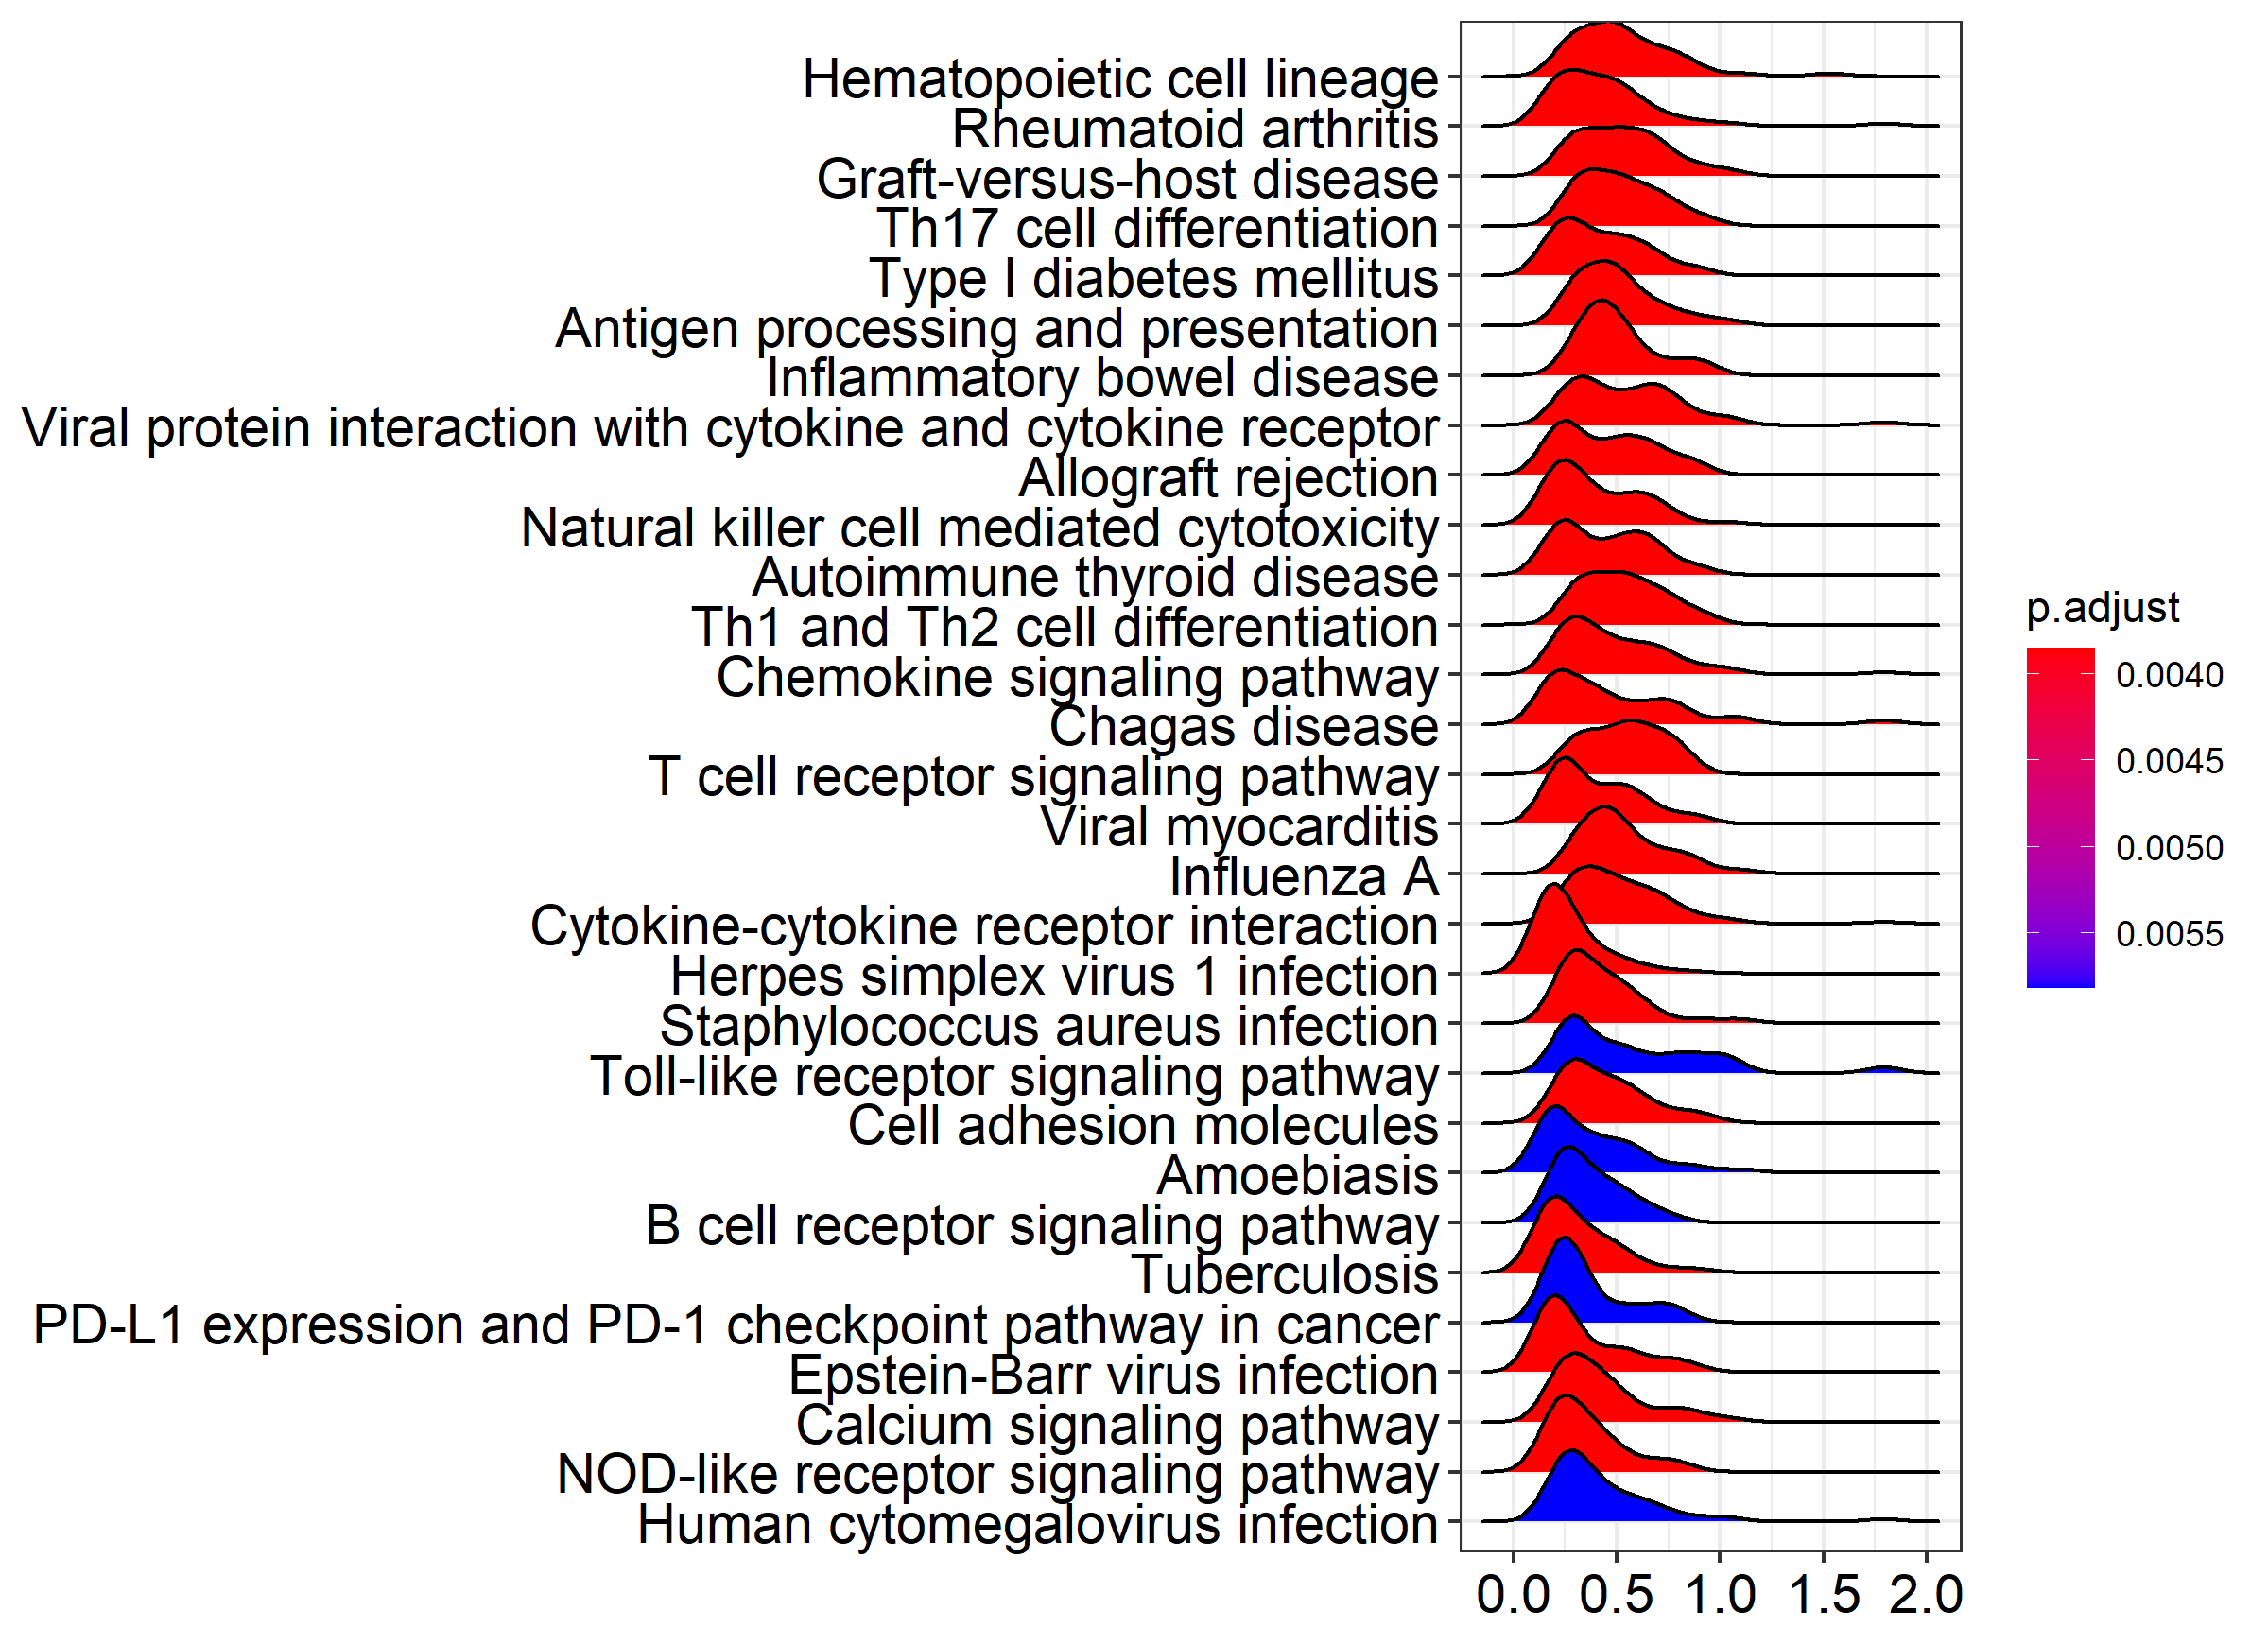 Hematopoietic cell lineage
Rheumatoid arthritis
Graft-versus-host disease
Th17 cell differentiation
Type I diabetes mellitus
Antigen processing and presentation
Inflammatory bowel disease
Viral protein interaction with cytokine and cytokine receptor
Allograft rejection
Natural killer cell mediated cytotoxicity
Autoimmune thyroid disease
Th1 and Th2 cell differentiation
Chemokine signaling pathway
Chagas disease
T cell receptor signaling pathway
Viral myocarditis
Influenza A
Cytokine-cytokine receptor interaction
Herpes simplex virus 1 infection
Staphylococcus aureus infection
Toll-like receptor signaling pathway
Cell adhesion molecules
Amoebiasis
B cell receptor signaling pathway
Tuberculosis
PD-L1 expression and PD-1 checkpoint pathway in cancer
Epstein-Barr virus infection
Calcium signaling pathway
NOD-like receptor signaling pathway
Human cytomegalovirus infection
0.0 0.5 1.0 1.5 2.0
p.adjust
0.0040
0.0045
0.0050
0.0055